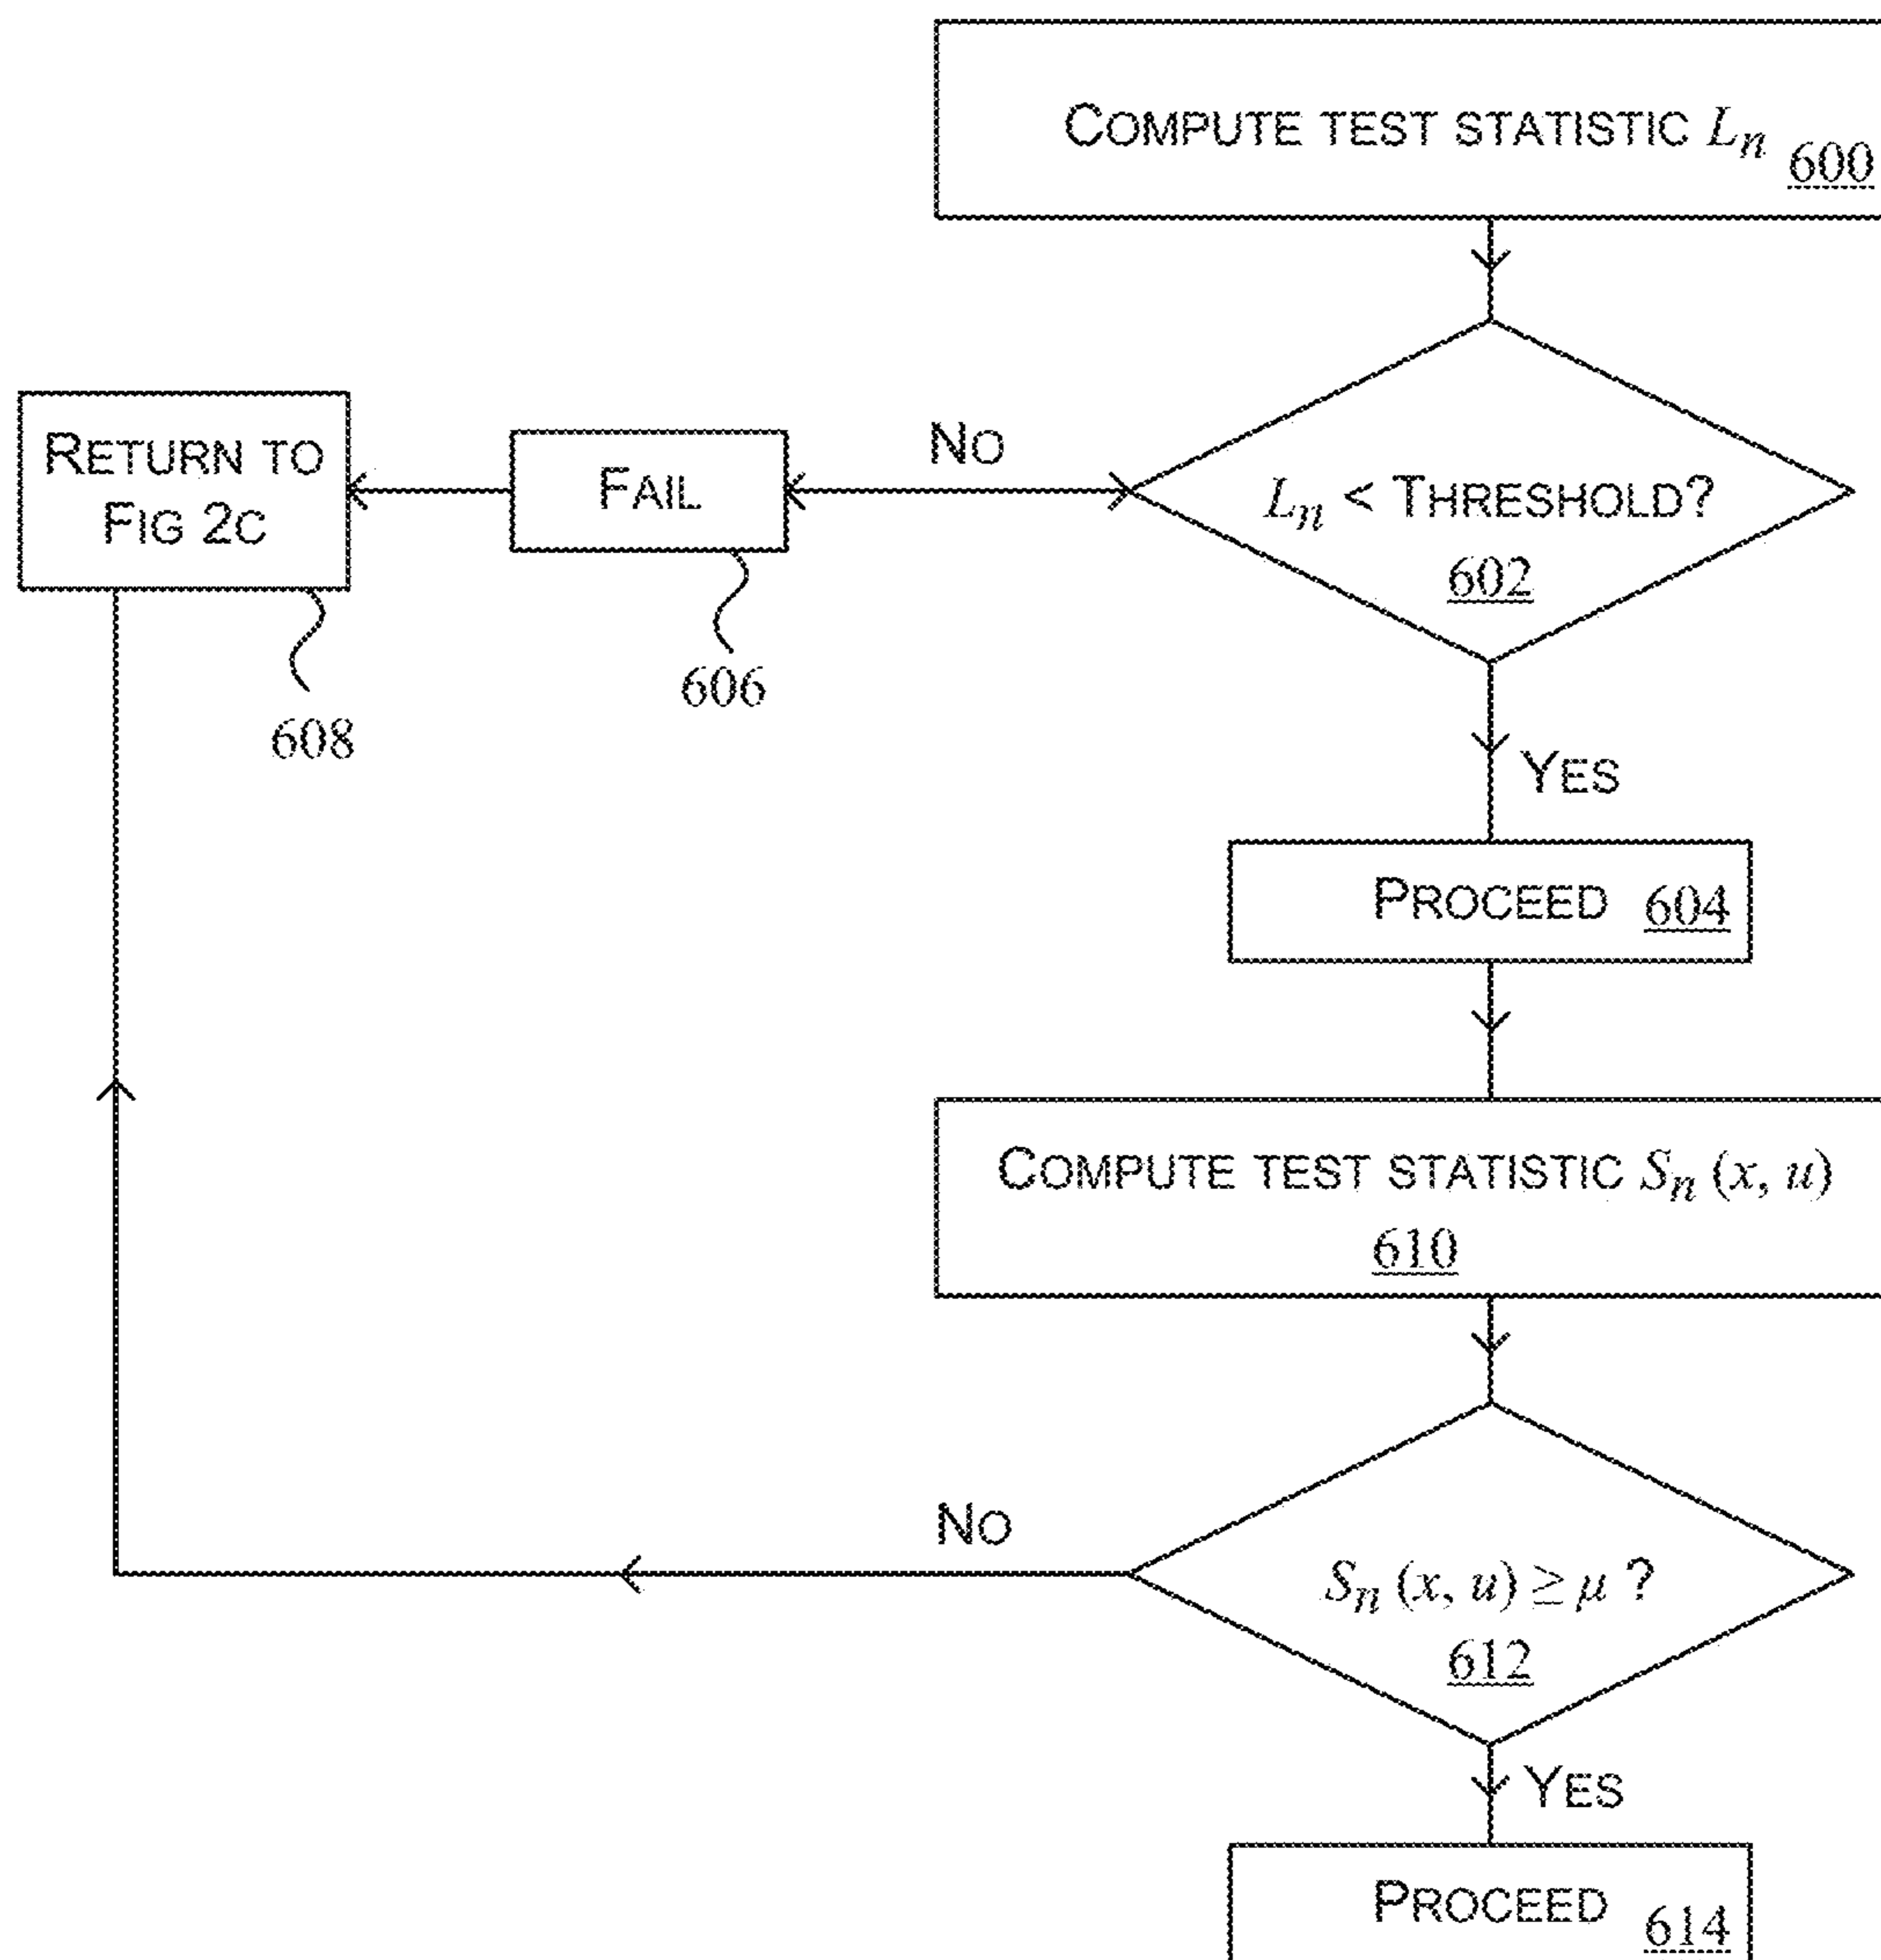 COMPUTE TEST STATISTIC Ln 600
RETURN TO
FIG 2C
608
FAIL
606
NO
Ln < THRESHOLD?
602
YES
PROCEED 604
COMPUTE TEST STATISTIC Sn (x, u)
610
NO
Sn (x, u) ≥ μ ?
612
YES
PROCEED 614